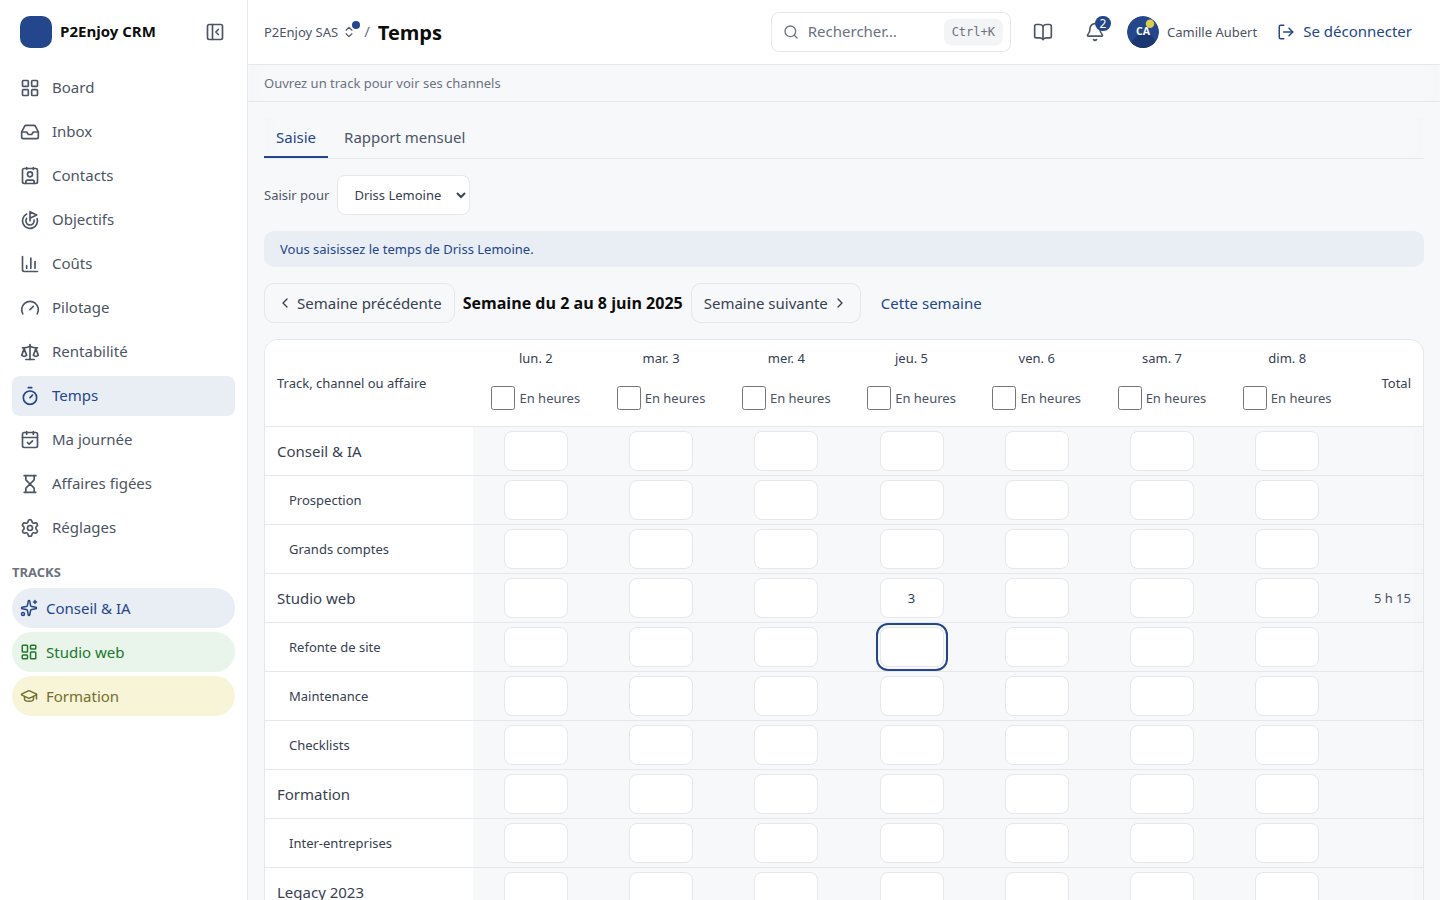 P2Enjoy CRM
P2Enjoy SAS / Temps
Rechercher... Ctrl+K
2
CA Camille Aubert
Se déconnecter
Board
Inbox
Contacts
Objectifs
Coûts
Pilotage
Rentabilité
Temps
Ma journée
Affaires figées
Réglages
TRACKS
Conseil & IA
Studio web
Formation
Ouvrez un track pour voir ses channels
Saisie Rapport mensuel
Saisir pour Driss Lemoine
Vous saisissez le temps de Driss Lemoine.
Semaine précédente Semaine du 2 au 8 juin 2025 Semaine suivante Cette semaine
Track, channel ou affaire lun. 2 mar. 3 mer. 4 jeu. 5 ven. 6 sam. 7 dim. 8 Total
En heures En heures En heures En heures En heures En heures En heures
Conseil & IA
Prospection
Grands comptes
Studio web 3 5 h 15
Refonte de site
Maintenance
Checklists
Formation
Inter-entreprises
Legacy 2023